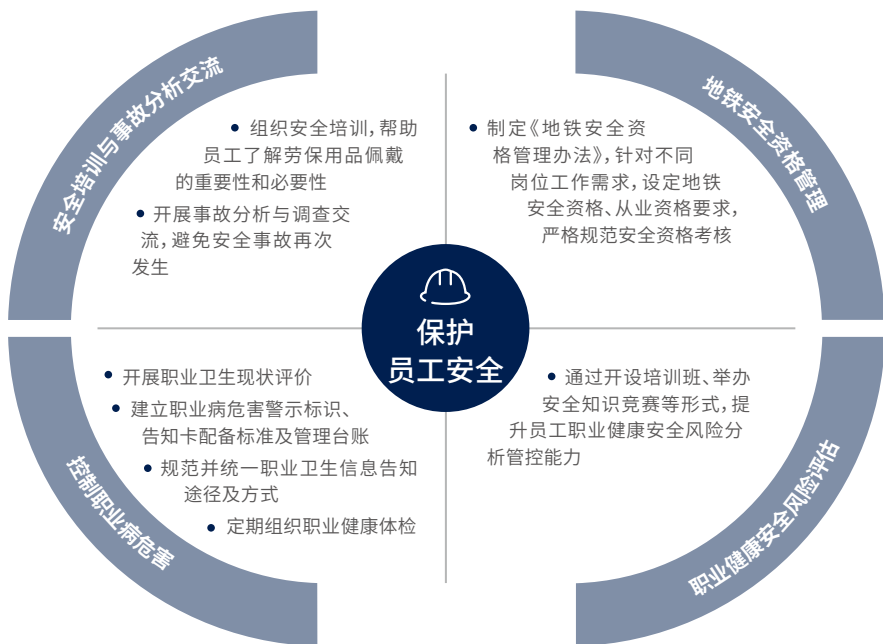 安全培训与事故分析交流
• 组织安全培训，帮助
员工了解劳保用品佩戴
的重要性和必要性
• 开展事故分析与调查交
流，避免安全事故再次
发生
地铁安全资格管理
• 制定《地铁安全资
格管理办法》，针对不同
岗位工作需求，设定地铁
安全资格、从业资格要求，
严格规范安全资格考核
保护
员工安全
控制职业病危害
• 开展职业卫生现状评价
• 建立职业病危害警示标识、
告知卡配备标准及管理台账
• 规范并统一职业卫生信息告知
途径及方式
• 定期组织职业健康体检
职业健康安全风险评估
• 通过开设培训班、举办
安全知识竞赛等形式，提
升员工职业健康安全风险分
析管控能力